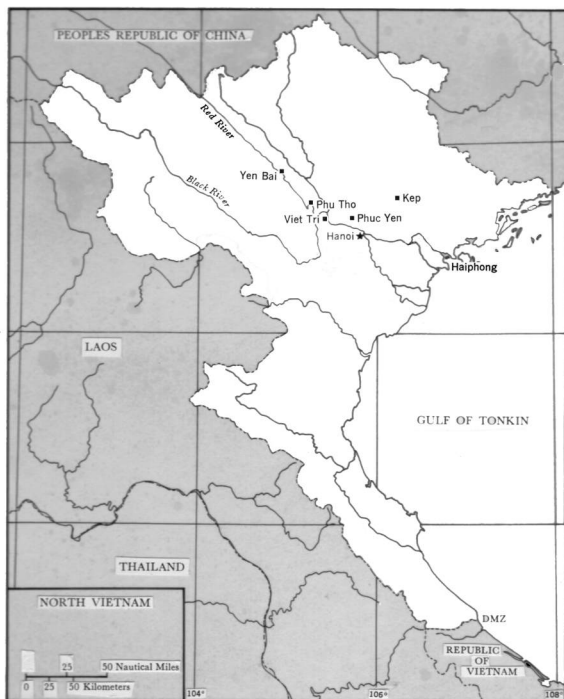 PEOPLES REPUBLIC OF CHINA
Red River
Black River
Yen Bai
Phu Tho
Kep
Viet Tri
Phuc Yen
Hanoi
Haiphong
LAOS
GULF OF TONKIN
THAILAND
DMZ
REPUBLIC
OF
VIETNAM
NORTH VIETNAM
25 50 Nautical Miles
0 25 50 Kilometers
104° 106° 108°